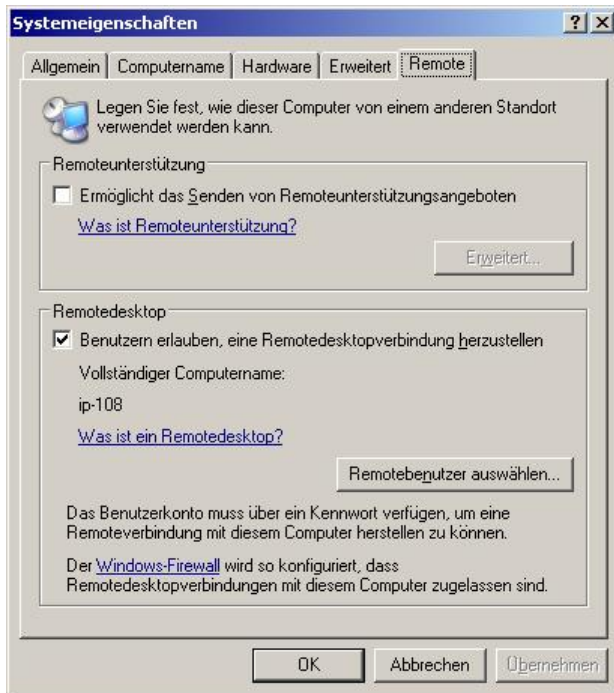 Systemeigenschaften
Allgemein Computername Hardware Erweitert Remote
Legen Sie fest, wie dieser Computer von einem anderen Standort
verwendet werden kann.
Remoteunterstützung
Ermöglicht das Senden von Remoteunterstützungsangeboten
Was ist Remoteunterstützung?
Erweitert...
Remotedesktop
Benutzern erlauben, eine Remotedesktopverbindung herzustellen
Vollständiger Computername:
ip-108
Was ist ein Remotedesktop?
Remotebenutzer auswählen...
Das Benutzerkonto muss über ein Kennwort verfügen, um eine
Remoteverbindung mit diesem Computer herstellen zu können.
Der Windows-Firewall wird so konfiguriert, dass
Remotedesktopverbindungen mit diesem Computer zugelassen sind.
OK Abbrechen Übernehmen